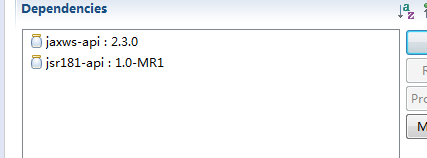 Dependencies
jaxws-api : 2.3.0
jsr181-api : 1.0-MR1